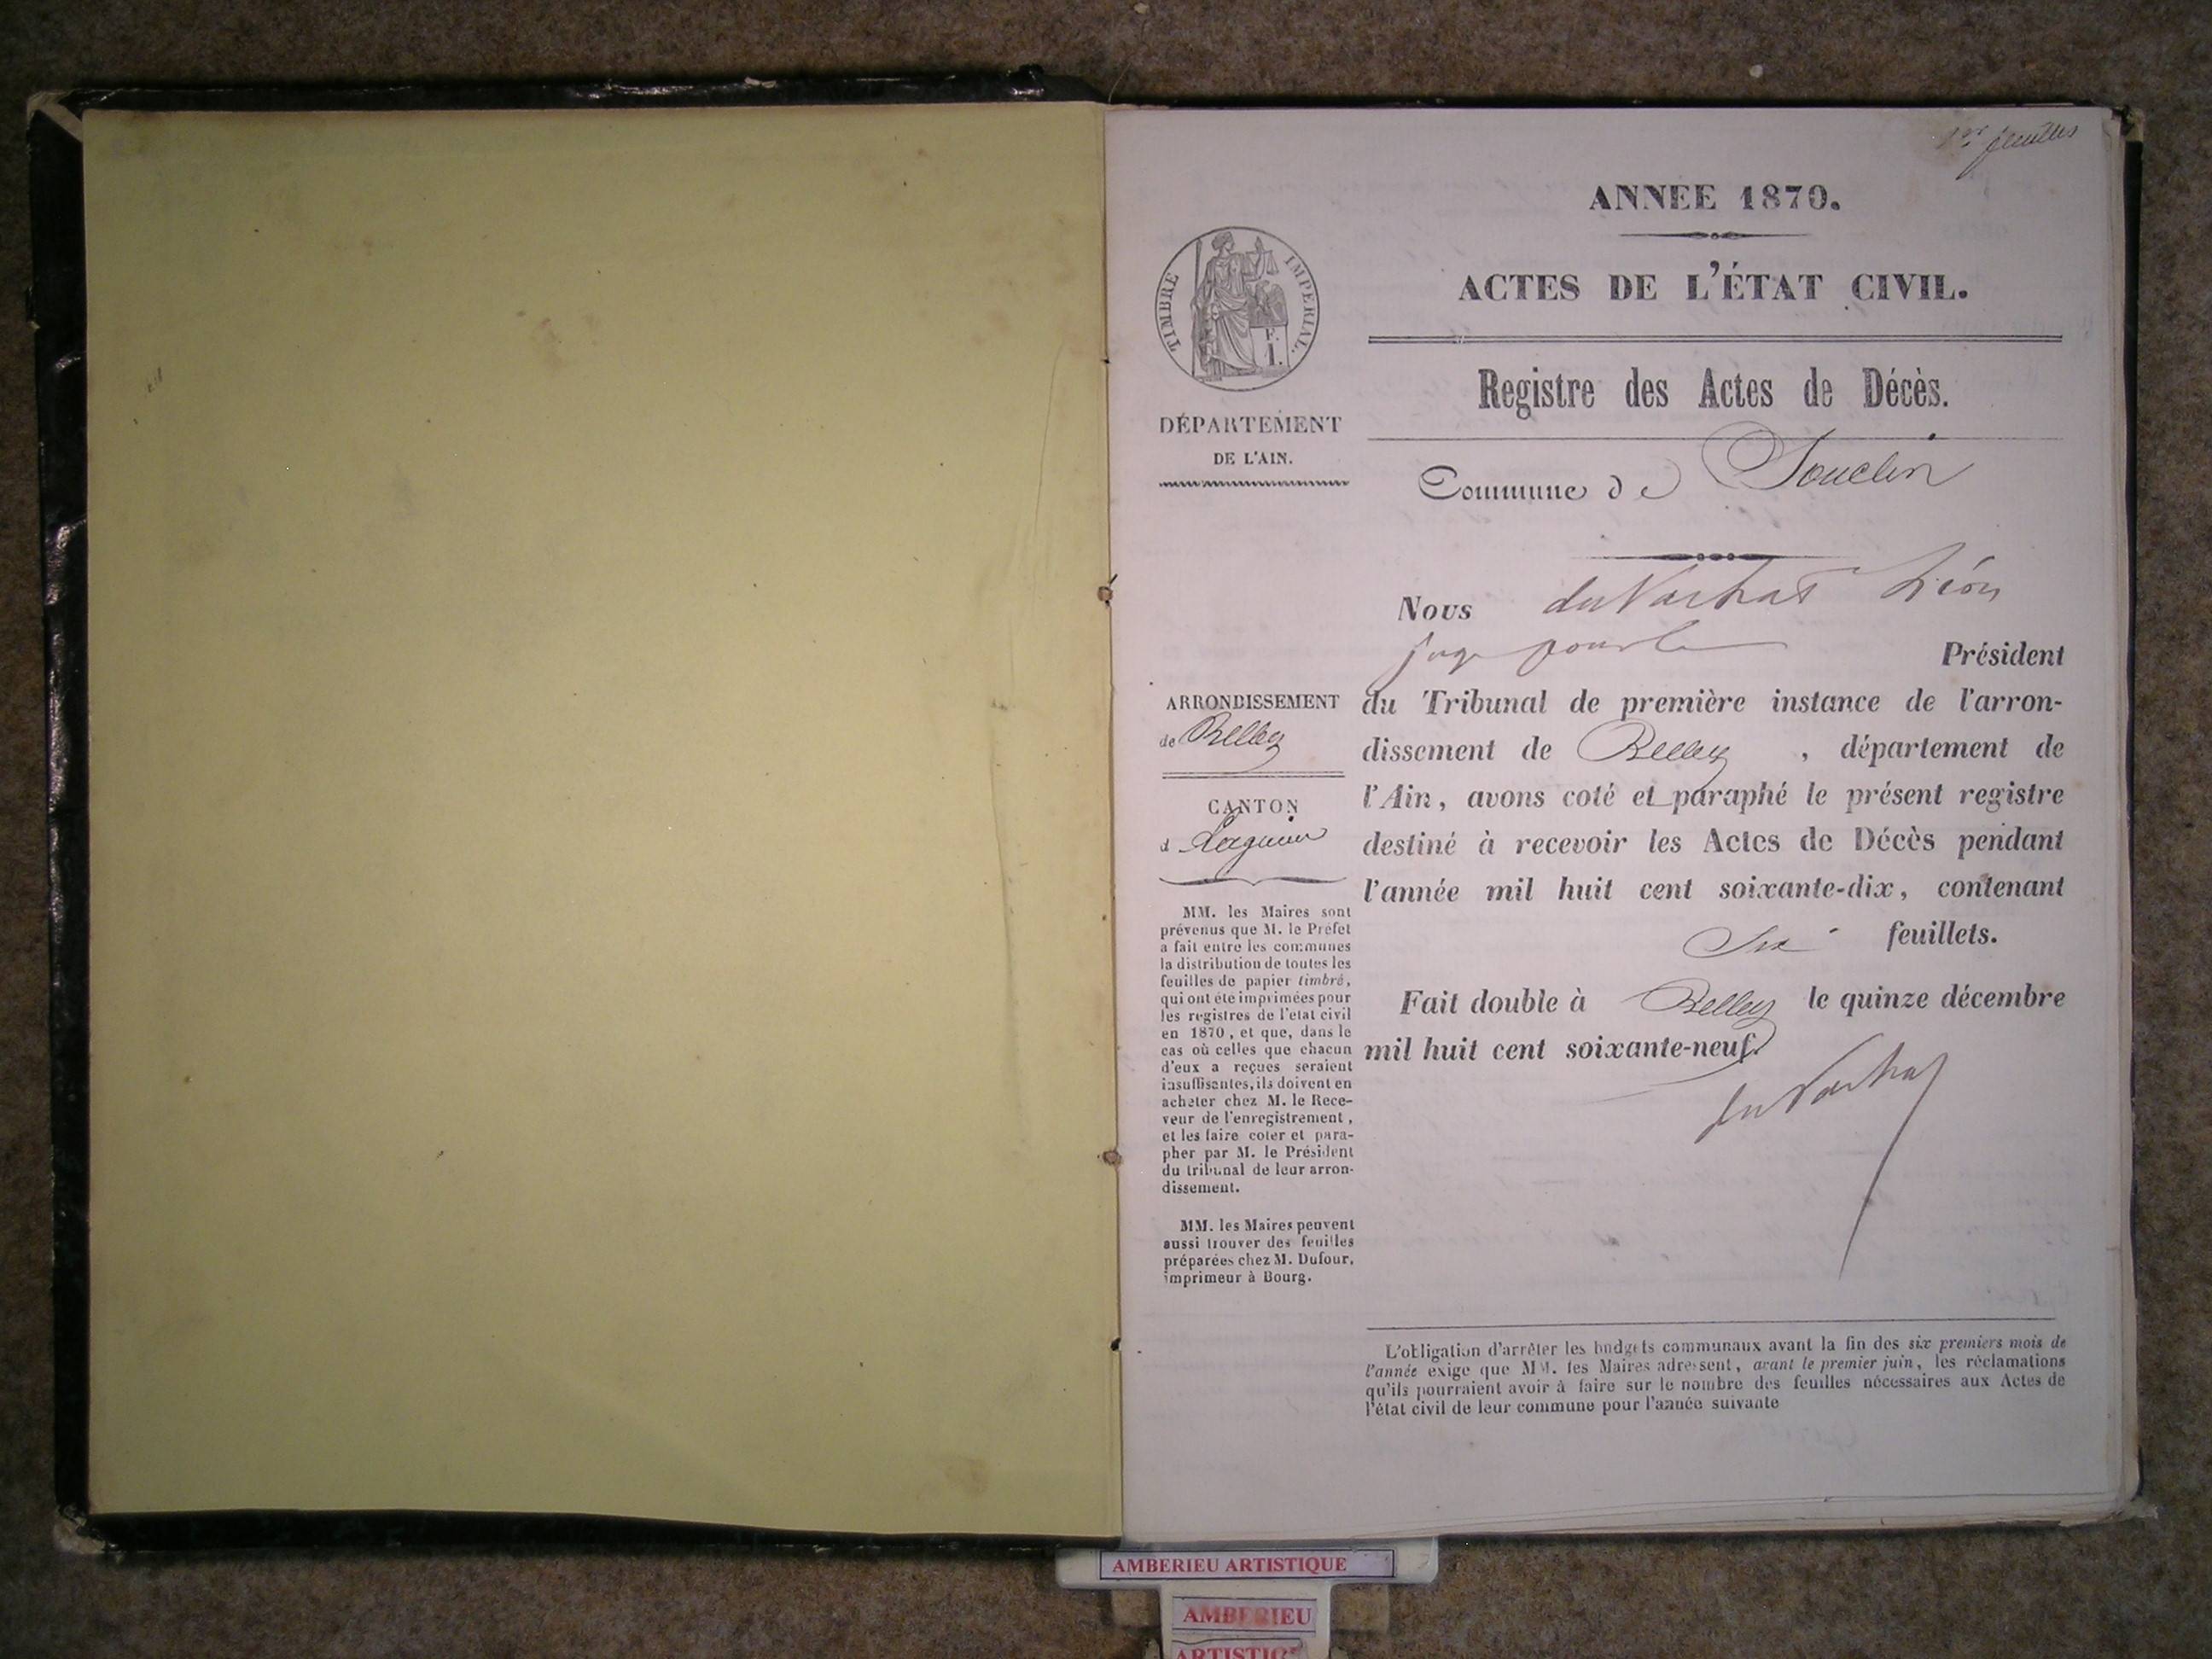 1er feuillet
ANNÉE 1870.
ACTES DE L'ÉTAT CIVIL.
TIMBRE IMPERIAL.
F.
1.
Registre des Actes de Décès.
DÉPARTEMENT
DE L'AIN.
Commune de Souclin
Nous Léon
juge pour le Président
du Tribunal de première instance de l'arron-
dissement de Belley, département de
l'Ain, avons coté et paraphé le présent registre
destiné à recevoir les Actes de Décès pendant
l'année mil huit cent soixante-dix, contenant
Six feuillets.
Fait double à Belley le quinze décembre
mil huit cent soixante-neuf.
ARRONDISSEMENT
de Belley
CANTON
d Lagnieu
MM. les Maires sont
prévenus que M. le Préfet
a fait entre les communes
la distribution de toutes les
feuilles de papier timbré,
qui ont été imprimées pour
les registres de l'état civil
en 1870, et que, dans le
cas où celles que chacun
d'eux a reçues seraient
insuffisantes, ils doivent en
acheter chez M. le Rece-
veur de l'enregistrement,
et les faire coter et para-
pher par M. le Président
du tribunal de leur arron-
dissement.
MM. les Maires peuvent
aussi trouver des feuilles
préparées chez M. Dufour,
imprimeur à Bourg.
L'obligation d'arrêter les budgets communaux avant la fin des six premiers mois de
l'année exige que MM. les Maires adressent, avant le premier juin, les réclamations
qu'ils pourraient avoir à faire sur le nombre des feuilles nécessaires aux Actes de
l'état civil de leur commune pour l'année suivante
AMBERIEU ARTISTIQUE
AMBERIEU
ARTISTIQUE